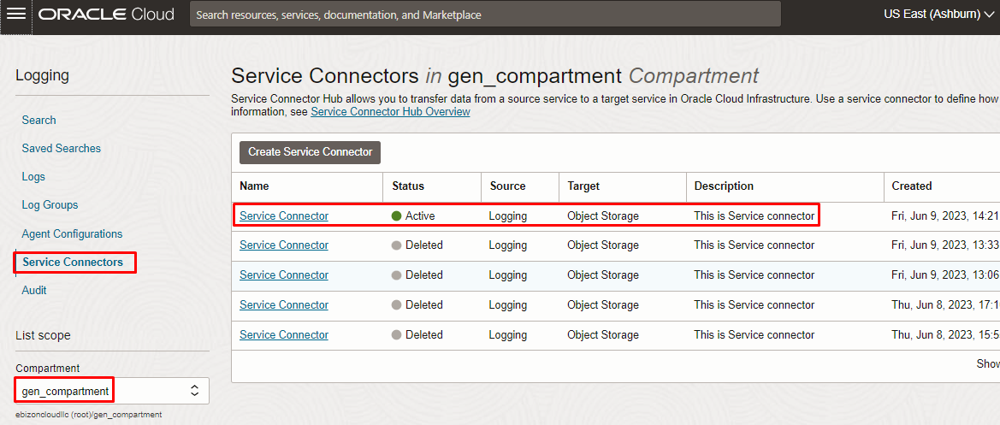 ORACLE Cloud
Search resources, services, documentation, and Marketplace
US East (Ashburn)
Logging
Search
Saved Searches
Logs
Log Groups
Agent Configurations
Service Connectors
Audit
List scope
Compartment
gen_compartment
ebizoncloudllc (root)/gen_compartment
Service Connectors in gen_compartment Compartment
Service Connector Hub allows you to transfer data from a source service to a target service in Oracle Cloud Infrastructure. Use a service connector to define how
information, see Service Connector Hub Overview
Create Service Connector
Name Status Source Target Description Created
Service Connector Active Logging Object Storage This is Service connector Fri, Jun 9, 2023, 14:21
Service Connector Deleted Logging Object Storage This is Service connector Fri, Jun 9, 2023, 13:33
Service Connector Deleted Logging Object Storage This is Service connector Fri, Jun 9, 2023, 13:06
Service Connector Deleted Logging Object Storage This is Service connector Thu, Jun 8, 2023, 17:1
Service Connector Deleted Logging Object Storage This is Service connector Thu, Jun 8, 2023, 15:5
Show